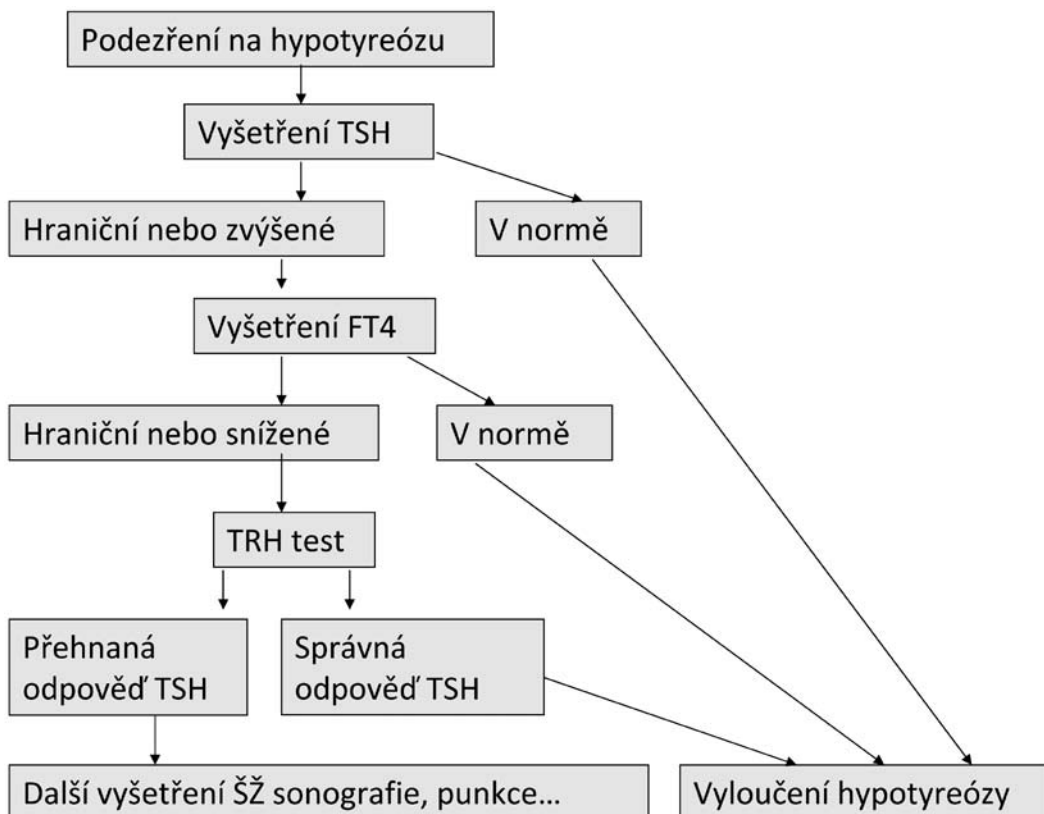 Podezření na hypotyreózu
Vyšetření TSH
Hraniční nebo zvýšené
V normě
Vyšetření FT4
Hraniční nebo snížené
V normě
TRH test
Přehnaná
odpověď TSH
Správná
odpověď TSH
Další vyšetření ŠŽ sonografie, punkce...
Vyloučení hypotyreózy